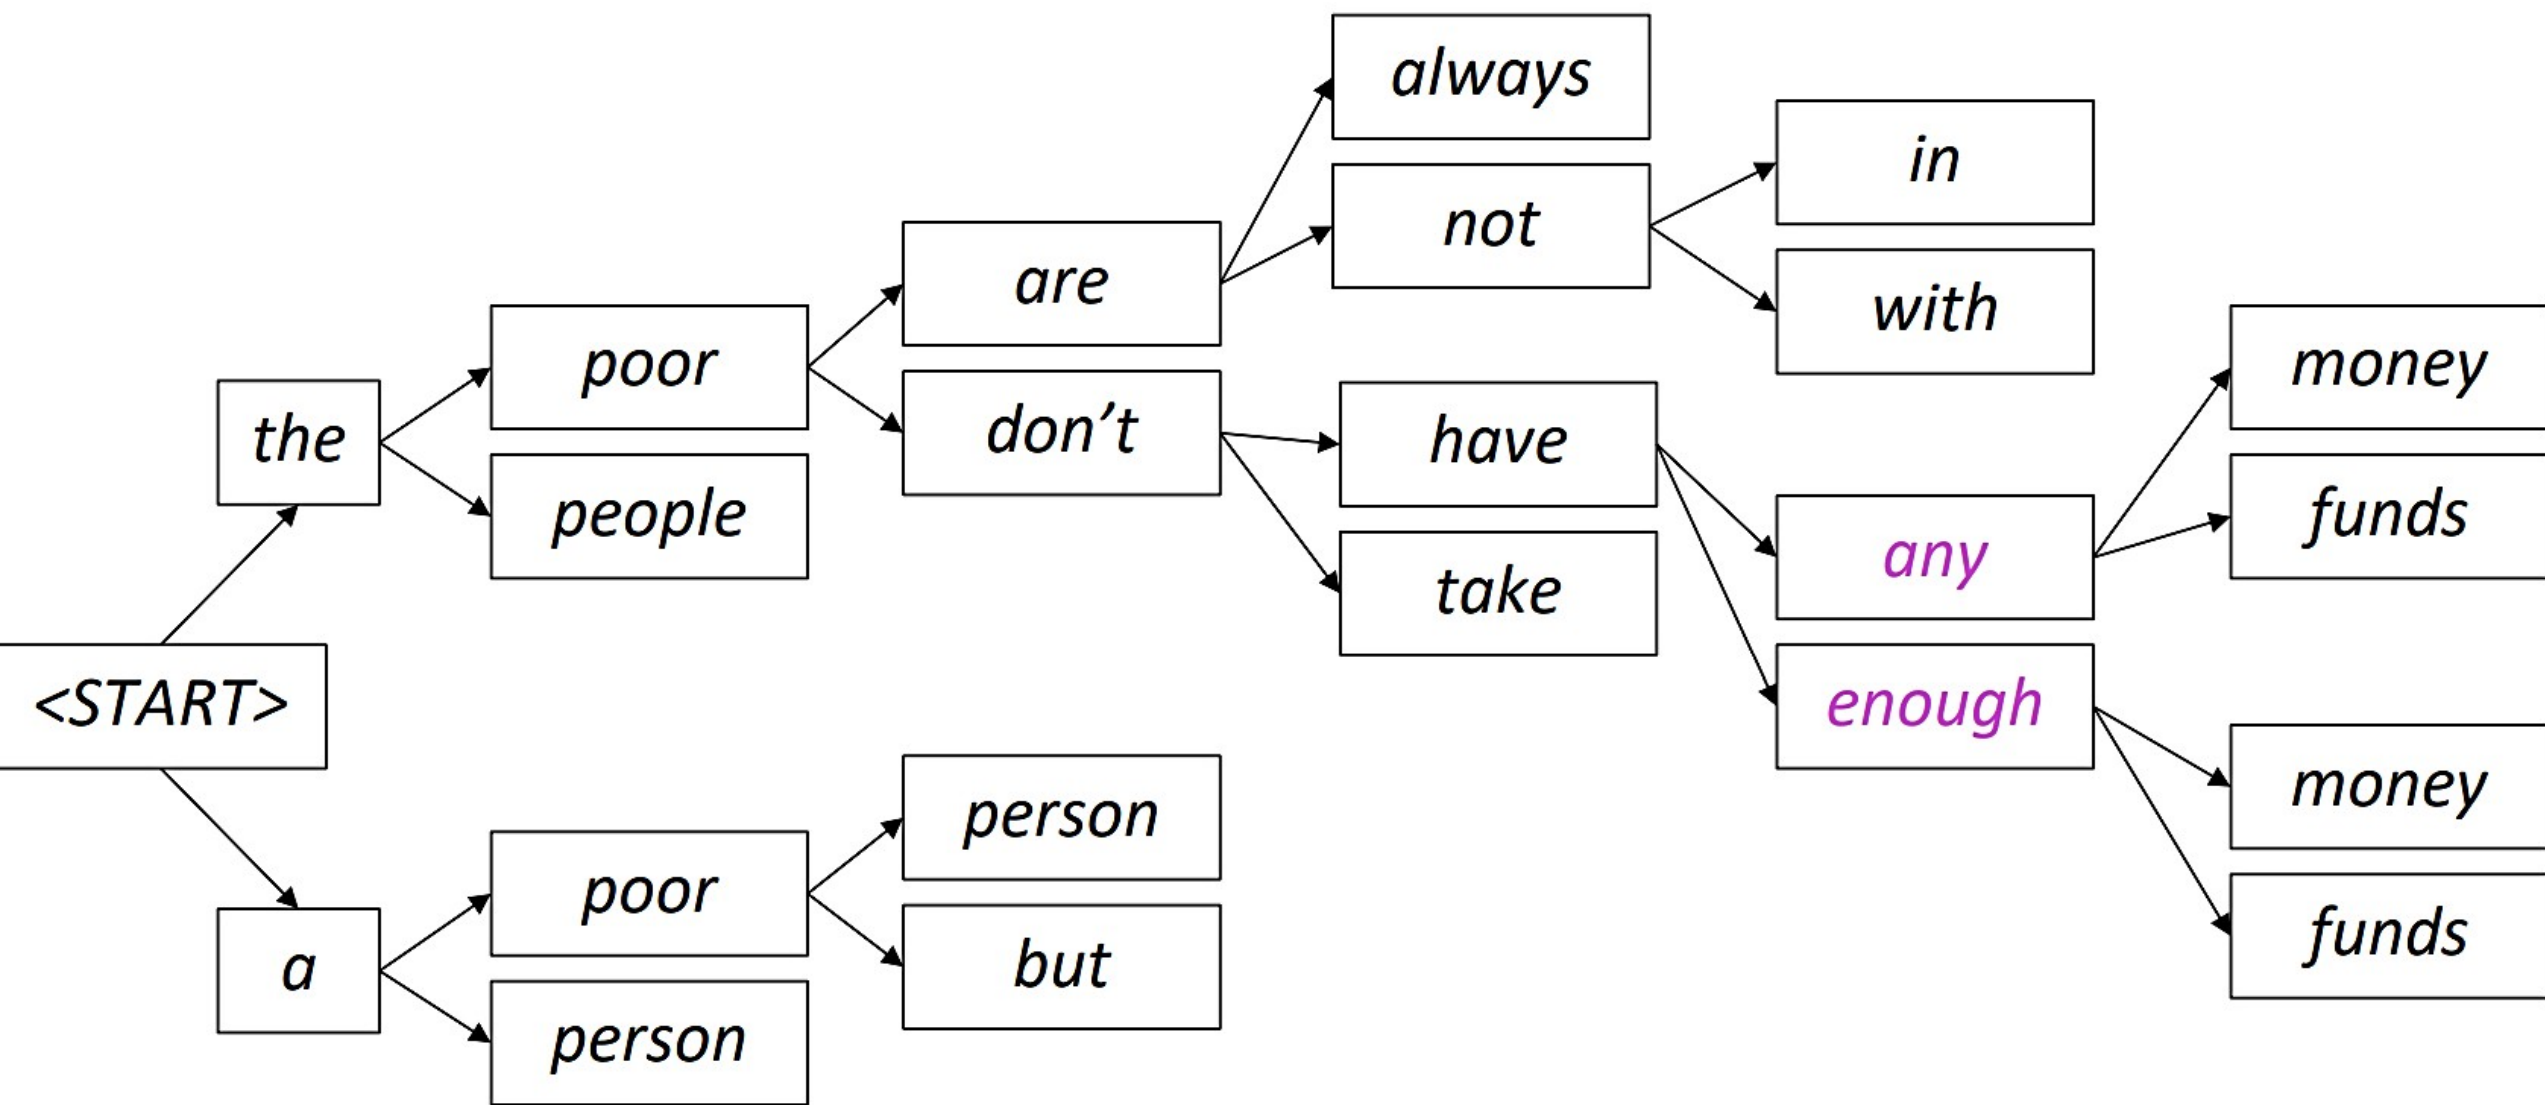 always
in
not
are
with
poor
money
the
don't
have
people
funds
any
take
<START>
enough
person
money
poor
but
funds
a
person